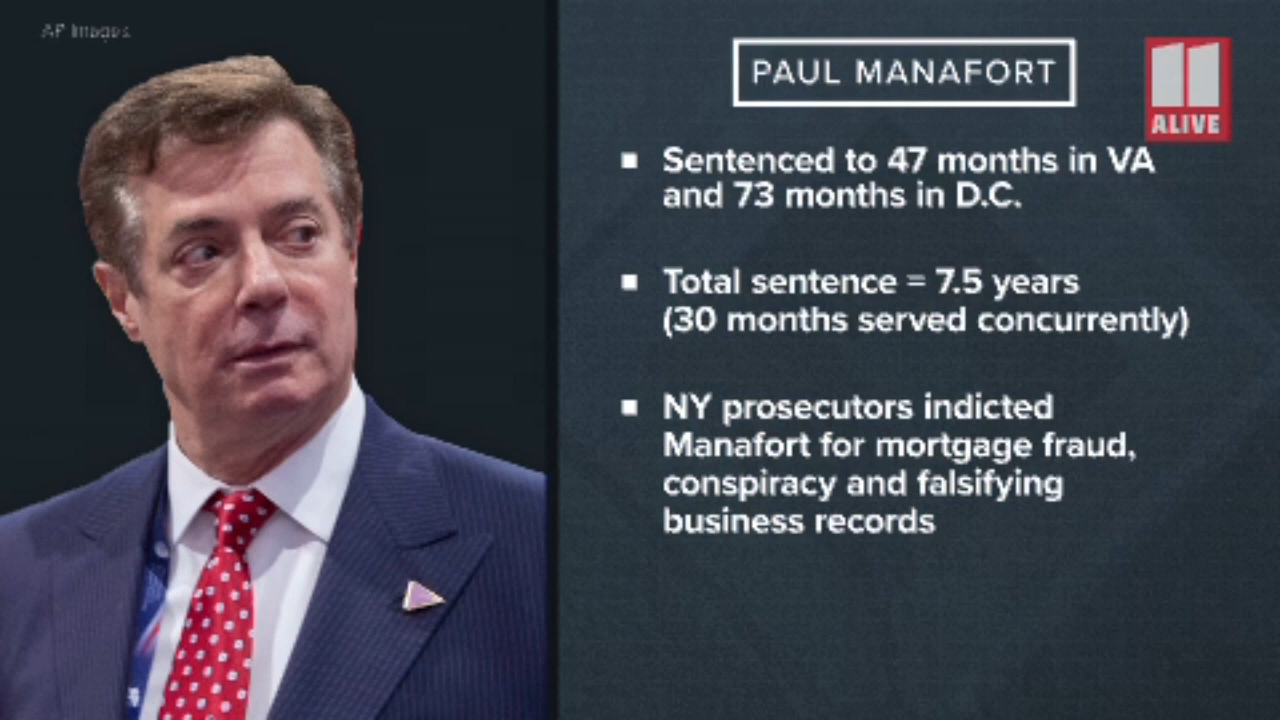 AP Images
PAUL MANAFORT
11
ALIVE
▪ Sentenced to 47 months in VA
and 73 months in D.C.
▪ Total sentence = 7.5 years
(30 months served concurrently)
▪ NY prosecutors indicted
Manafort for mortgage fraud,
conspiracy and falsifying
business records